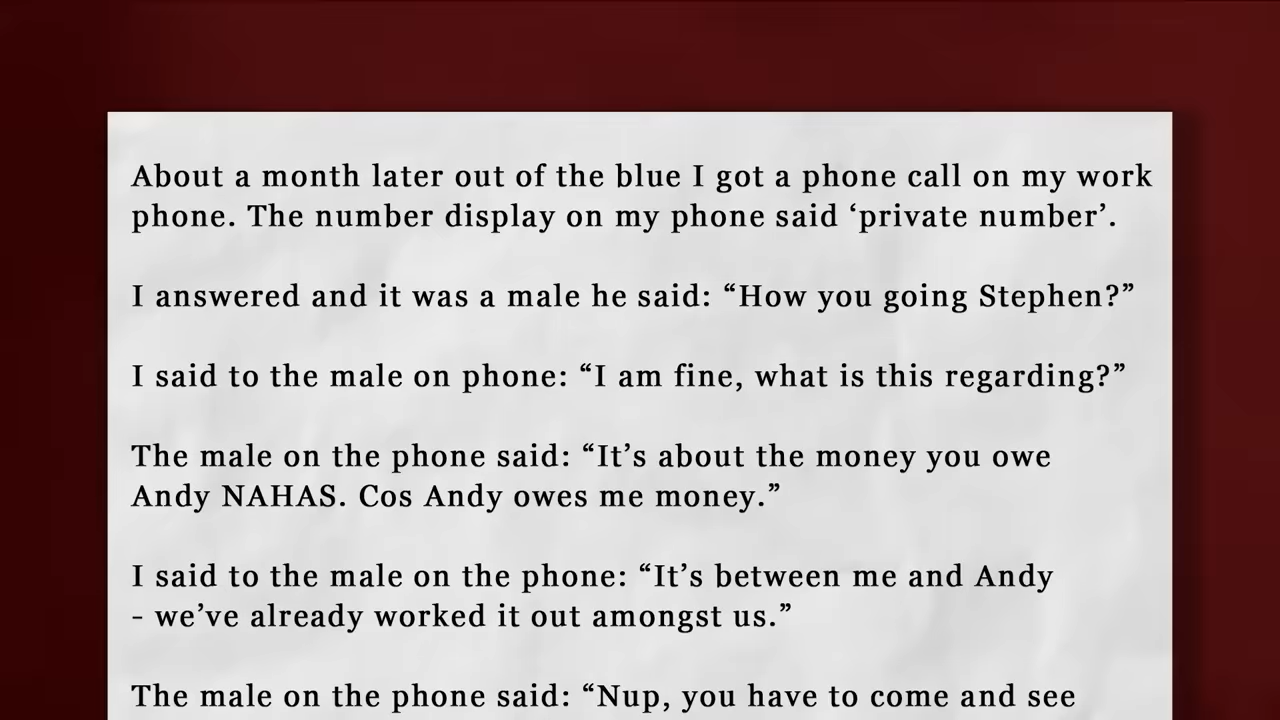 About a month later out of the blue I got a phone call on my work
phone. The number display on my phone said ‘private number’.
I answered and it was a male he said: “How you going Stephen?”
I said to the male on phone: “I am fine, what is this regarding?”
The male on the phone said: “It’s about the money you owe
Andy NAHAS. Cos Andy owes me money.”
I said to the male on the phone: “It’s between me and Andy
- we’ve already worked it out amongst us.”
The male on the phone said: “Nup, you have to come and see